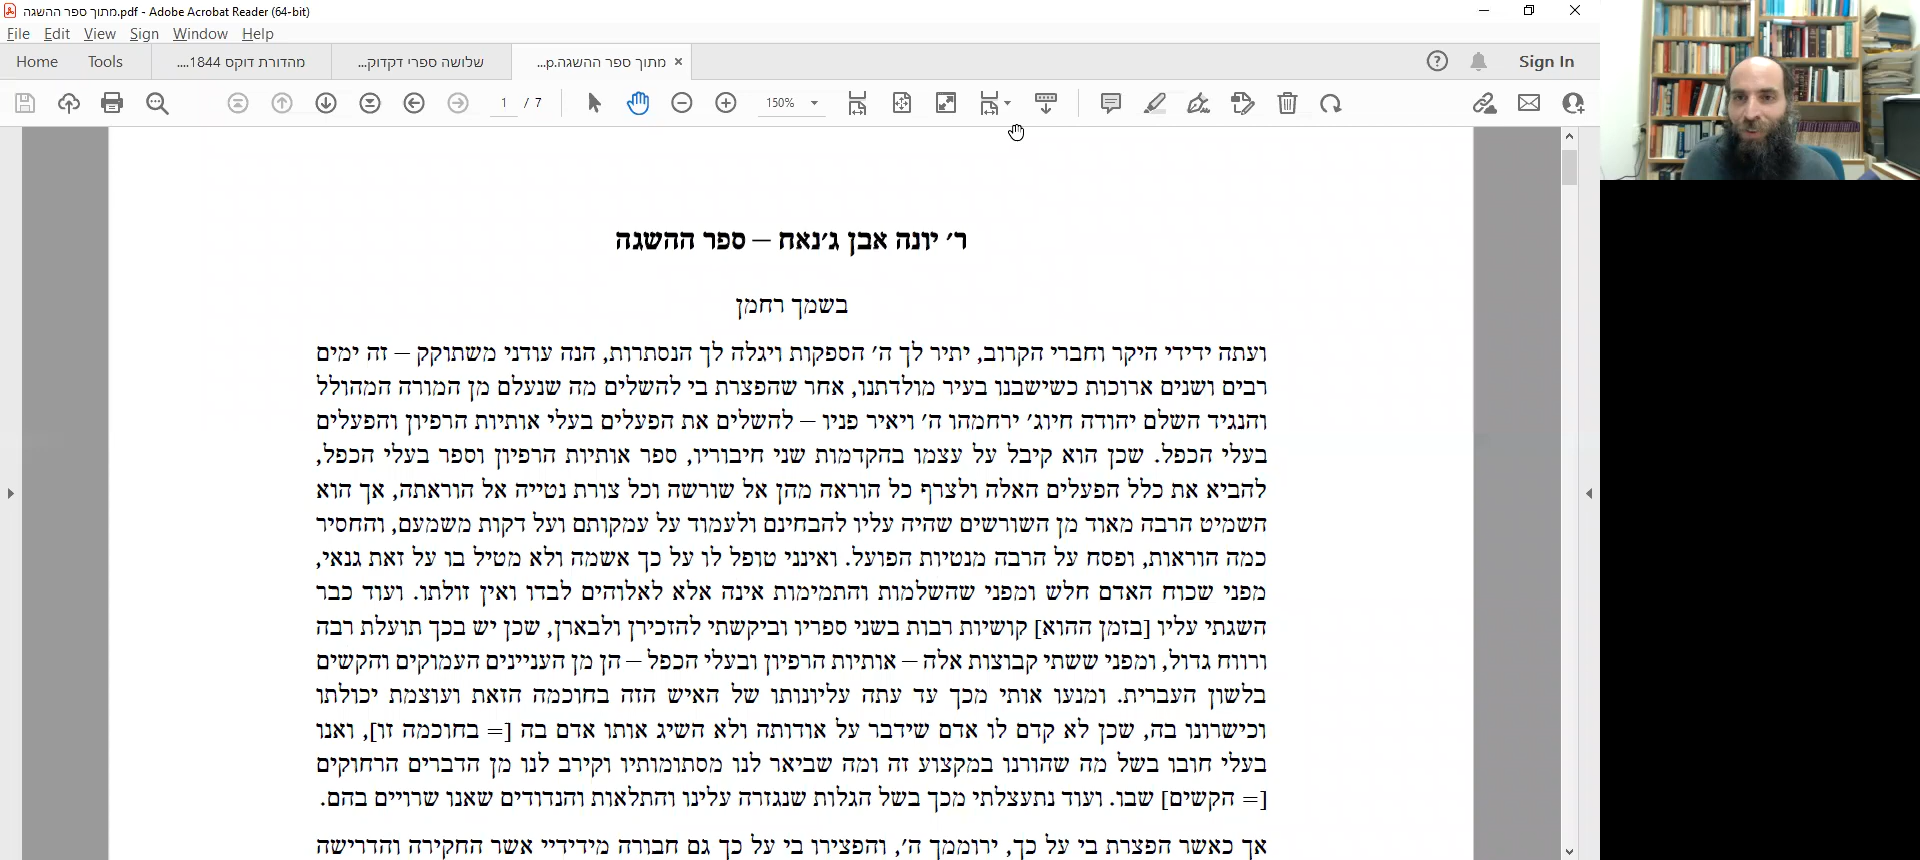 מתוך ספר ההשגה.pdf - Adobe Acrobat Reader (64-bit)
File Edit View Sign Window Help
Home Tools מהדורת דוקס 1844.... שלושה ספרי דקדוק... מתוך ספר ההשגה.p... × Sign In
1 / 7 150%
ר׳ יונה אבן ג׳נאח – ספר ההשגה
בשמך רחמן
ועתה ידידי היקר וחברי הקרוב, יתיר לך ה׳ הספקות ויגלה לך הנסתרות, הנה עודני משתוקק – זה ימים
רבים ושנים ארוכות כשישבנו בעיר מולדתנו, אחר שהפצרת בי להשלים מה שנעלם מן המורה המהולל
והנגיד השלם יהודה חיוג׳ ירחמהו ה׳ ויאיר פניו – להשלים את הפעלים בעלי אותיות הרפיון והפעלים
בעלי הכפל. שכן הוא קיבל על עצמו בהקדמות שני חיבוריו, ספר אותיות הרפיון וספר בעלי הכפל,
להביא את כלל הפעלים האלה ולצרף כל הוראה מהן אל שורשה וכל צורת נטייה אל הוראתה, אך הוא
השמיט הרבה מאוד מן השורשים שהיה עליו להבחינם ולעמוד על עמקותם ועל דקות משמעם, והחסיר
כמה הוראות, ופסח על הרבה מנטיות הפועל. ואינני טופל לו על כך אשמה ולא מטיל בו על זאת גנאי,
מפני שכוח האדם חלש ומפני שהשלמות והתמימות אינה אלא לאלוהים לבדו ואין זולתו. ועוד כבר
השגתי עליו [בזמן ההוא] קושיות רבות בשני ספריו וביקשתי להזכירן ולבארן, שכן יש בכך תועלת רבה
ורווח גדול, ומפני ששתי קבוצות אלה – אותיות הרפיון ובעלי הכפל – הן מן העניינים העמוקים והקשים
בלשון העברית. ומנעו אותי מכך עד עתה עליונותו של האיש הזה בחוכמה הזאת ועוצמת יכולתו
וכישרונו בה, שכן לא קדם לו אדם שידבר על אודותה ולא השיג אותו אדם בה [= בחוכמה זו], ואנו
בעלי חובו בשל מה שהורנו במקצוע זה ומה שביאר לנו מסתומותיו וקירב לנו מן הדברים הרחוקים
[= הקשים] שבו. ועוד נתעצלתי מכך בשל הגלות שנגזרה עלינו והתלאות והנדודים שאנו שרויים בהם.
אך כאשר הפצרת בי על כך, ירוממך ה׳, והפצירו בי על כך גם חבורה מידידיי אשר החקירה והדרישה